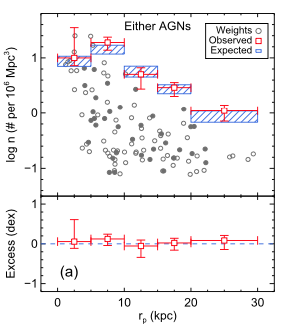 Either AGNs
Weights
Observed
Expected
log n (# per 10⁶ Mpc³)
1
0
−1
Excess (dex)
1
0
−1
(a)
0 10 20 30
r_p (kpc)